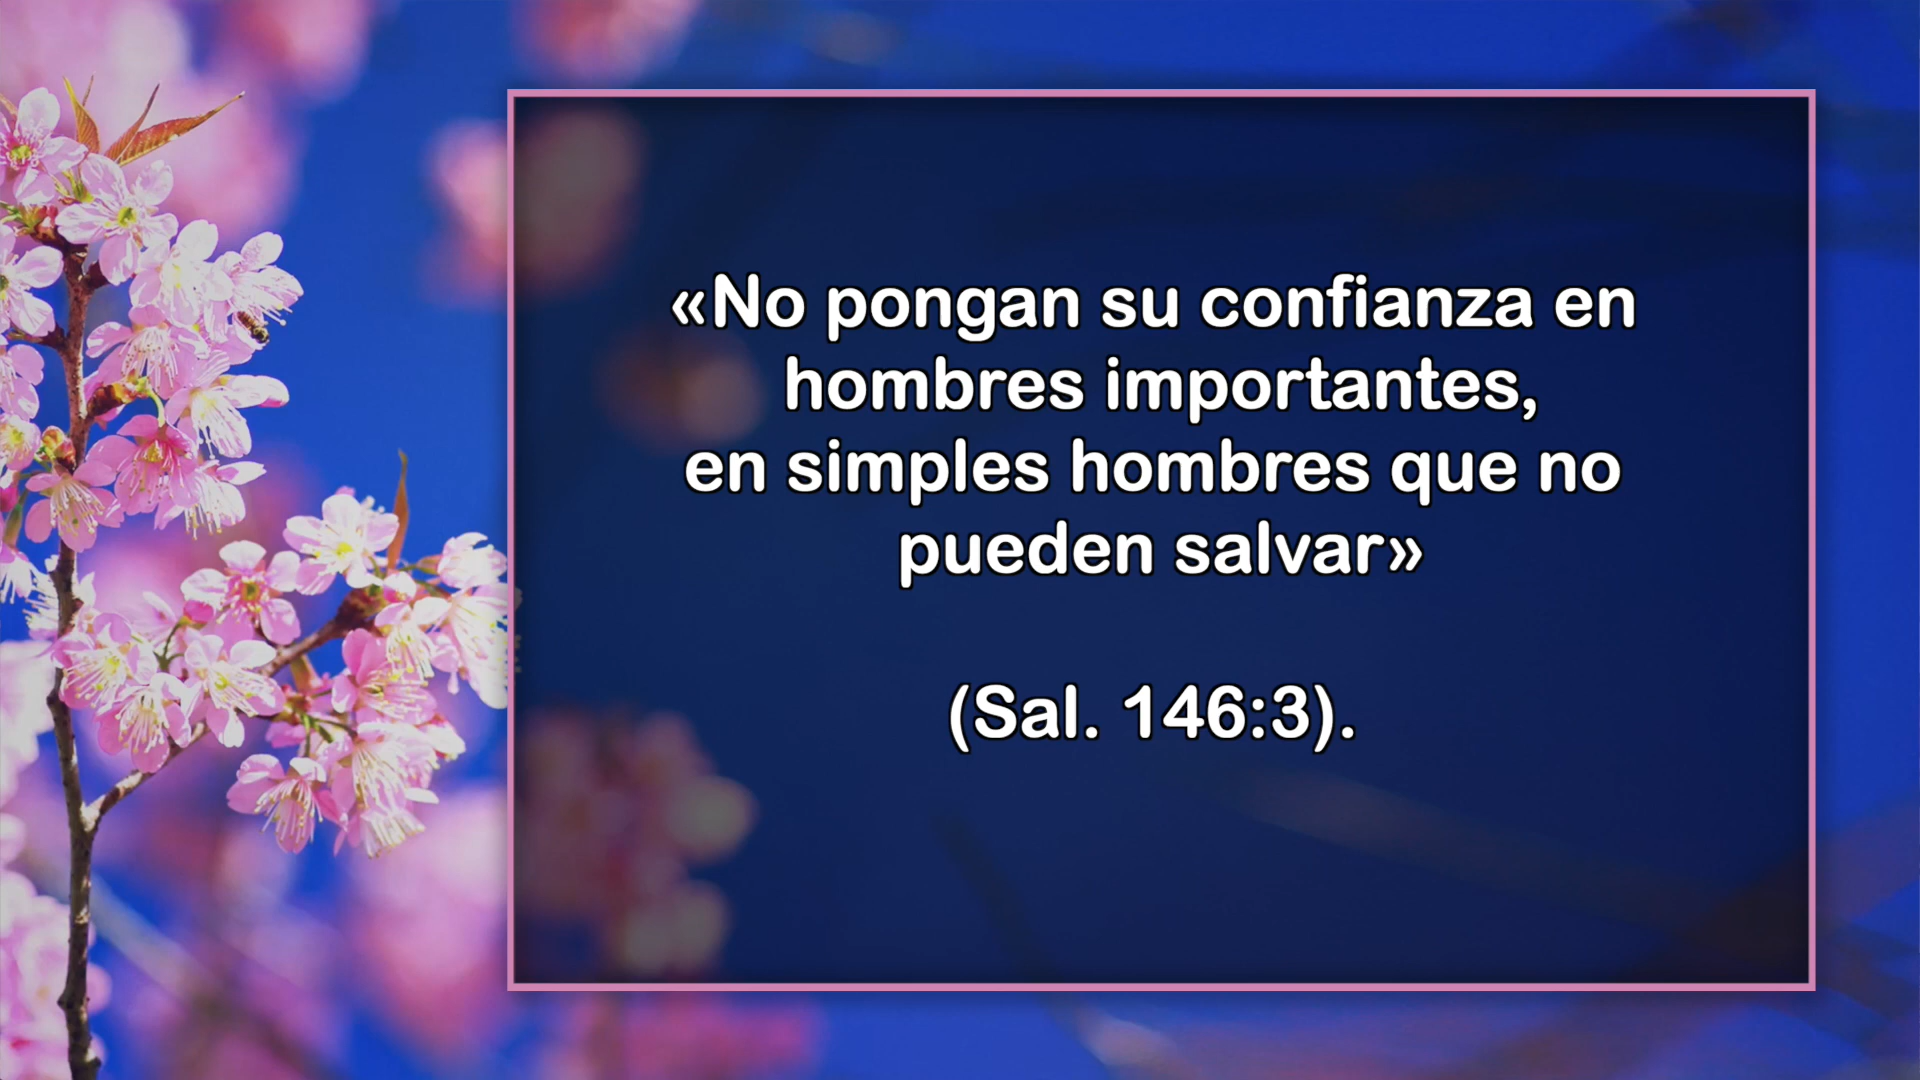 «No pongan su confianza en
hombres importantes,
en simples hombres que no
pueden salvar»
(Sal. 146:3).